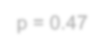 p = 0.47